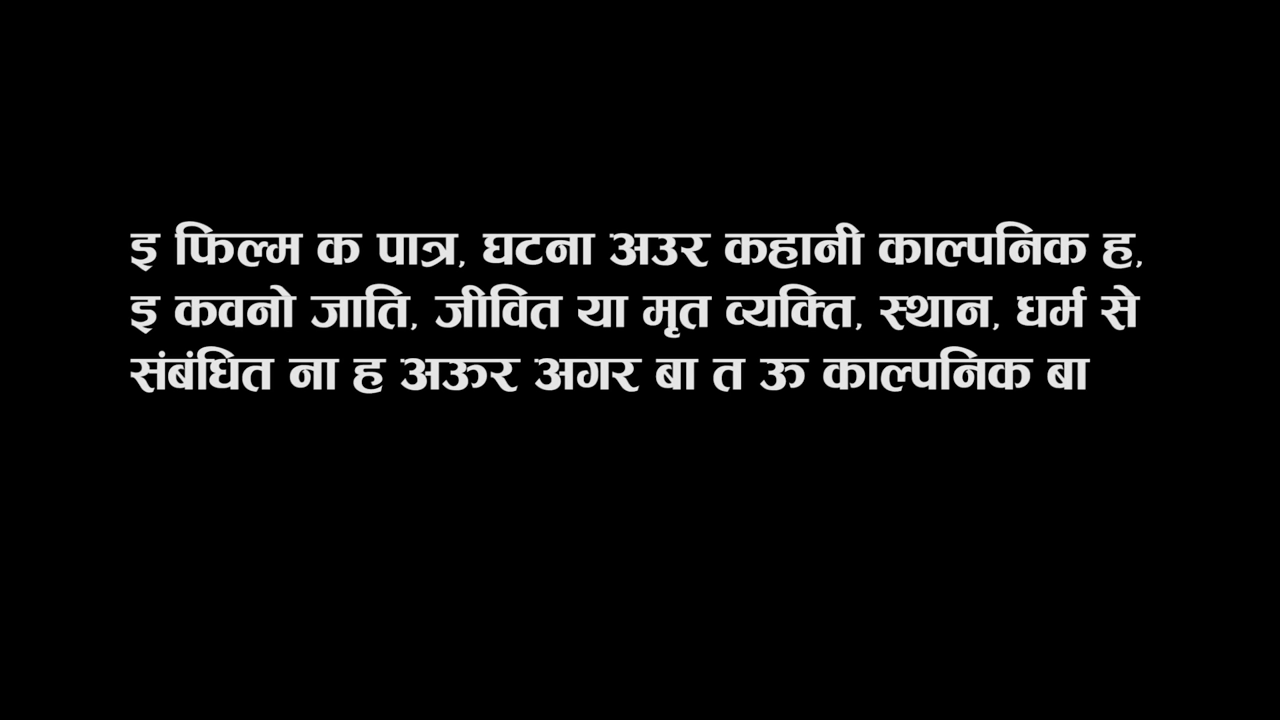 इ फिल्म क पात्र, घटना अउर कहानी काल्पनिक ह,
इ कवनो जाति, जीवित या मृत व्यक्ति, स्थान, धर्म से
संबंधित ना ह अऊर अगर बा त ऊ काल्पनिक बा